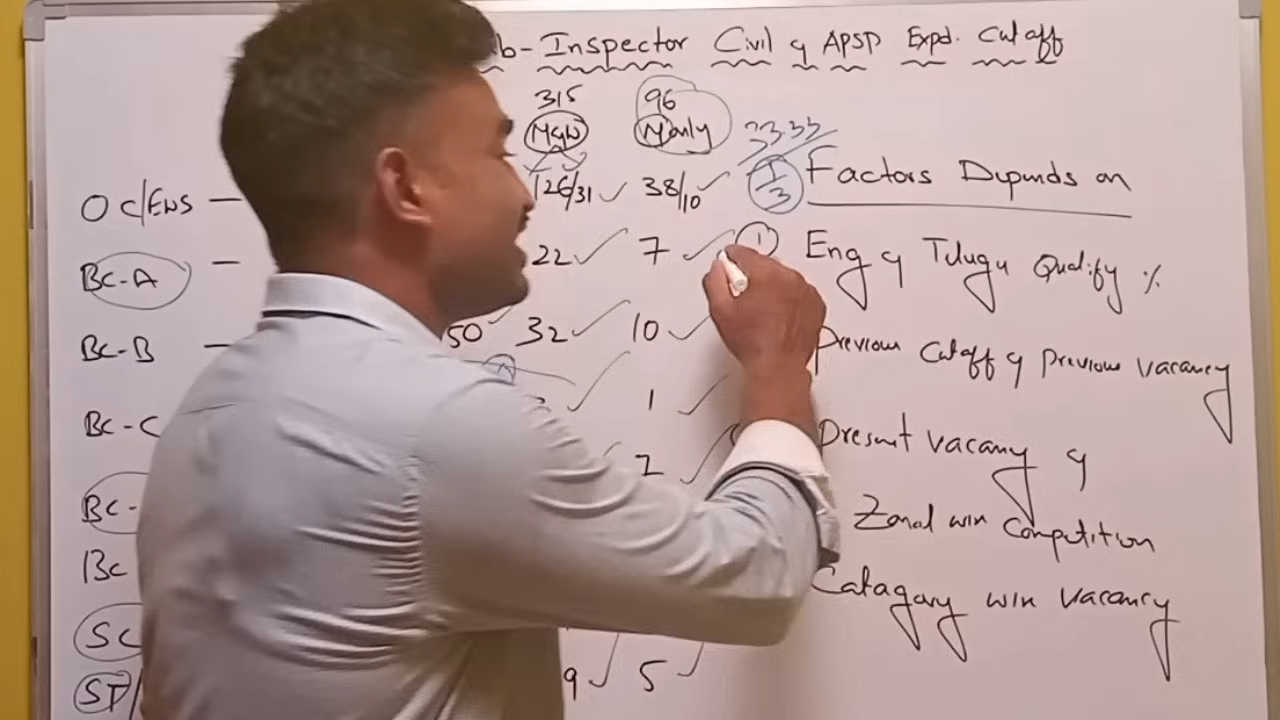 b-Inspector Civil & APSP Expd. Cutoff
315 96
M&W Monly
33.33
OC/EWS — 126/31 38/10 1/3 Factors Depends on
BC-A — 22 7 1 Eng & Telugu Qualify %
BC-B — 50 32 10 Previous Cutoff & previous vacancy
BC-C 1
Present vacancy &
BC- 2
Zonal win Competition
BC
Catagary win vacancy
SC
ST/ 9 5